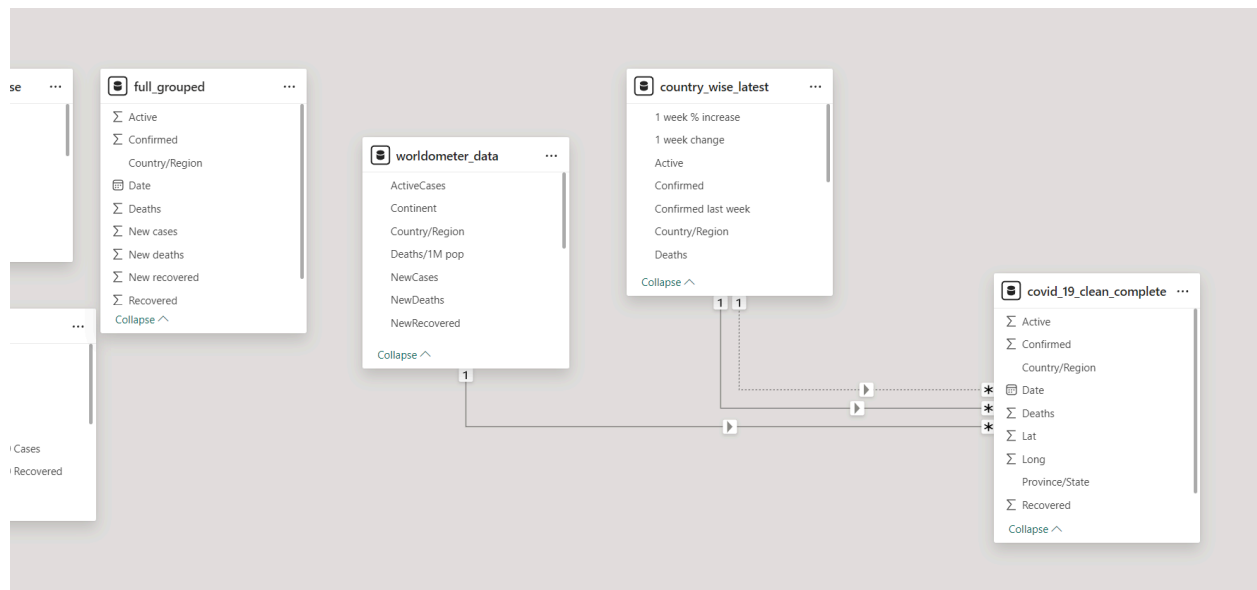 se ...
full_grouped ...
Active
Confirmed
Country/Region
Date
Deaths
New cases
New deaths
New recovered
Recovered
Collapse
...
Cases
Recovered
worldometer_data ...
ActiveCases
Continent
Country/Region
Deaths/1M pop
NewCases
NewDeaths
NewRecovered
Collapse
1
country_wise_latest ...
1 week % increase
1 week change
Active
Confirmed
Confirmed last week
Country/Region
Deaths
Collapse
1 1
covid_19_clean_complete ...
Active
Confirmed
Country/Region
* Date
* Deaths
* Lat
Long
Province/State
Recovered
Collapse